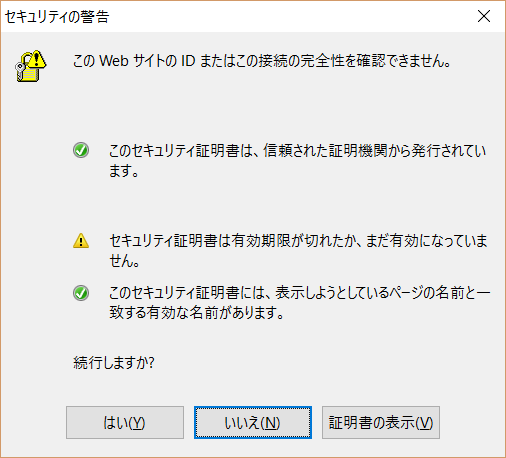 セキュリティの警告
この Web サイトの ID またはこの接続の完全性を確認できません。
このセキュリティ証明書は、信頼された証明機関から発行されてい
ます。
セキュリティ証明書は有効期限が切れたか、まだ有効になっていま
せん。
このセキュリティ証明書には、表示しようとしているページの名前と一
致する有効な名前があります。
続行しますか?
はい(Y)
いいえ(N)
証明書の表示(V)